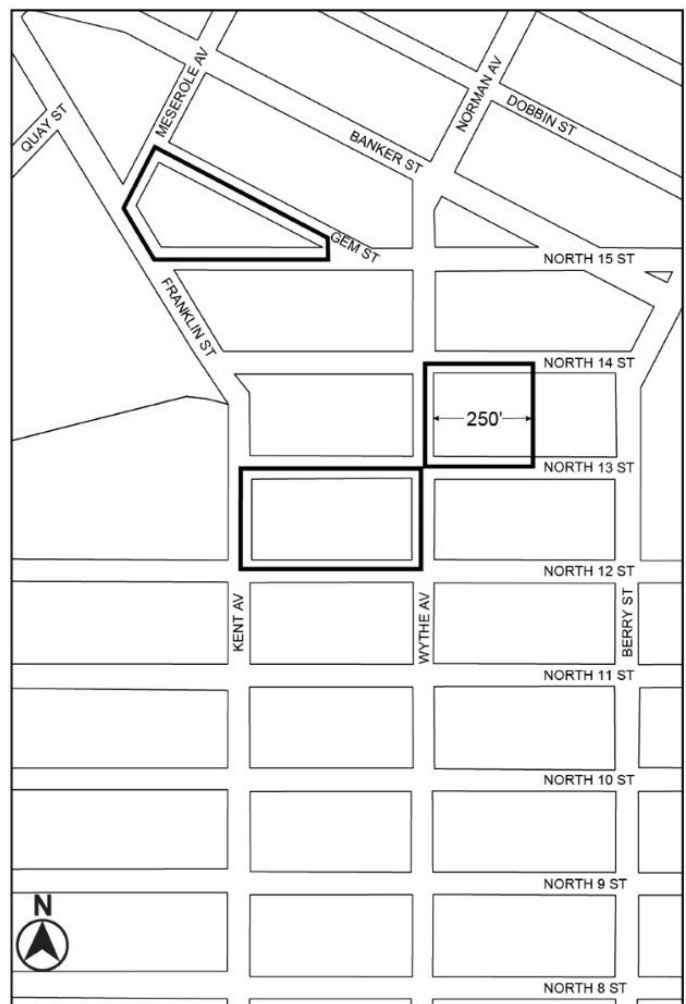 MESEROLE AV
NORMAN AV
DOBBIN ST
QUAY ST
BANKER ST
GEM ST
NORTH 15 ST
FRANKLIN ST
NORTH 14 ST
250'
NORTH 13 ST
NORTH 12 ST
KENT AV
WYTHE AV
BERRY ST
NORTH 11 ST
NORTH 10 ST
NORTH 9 ST
N
NORTH 8 ST